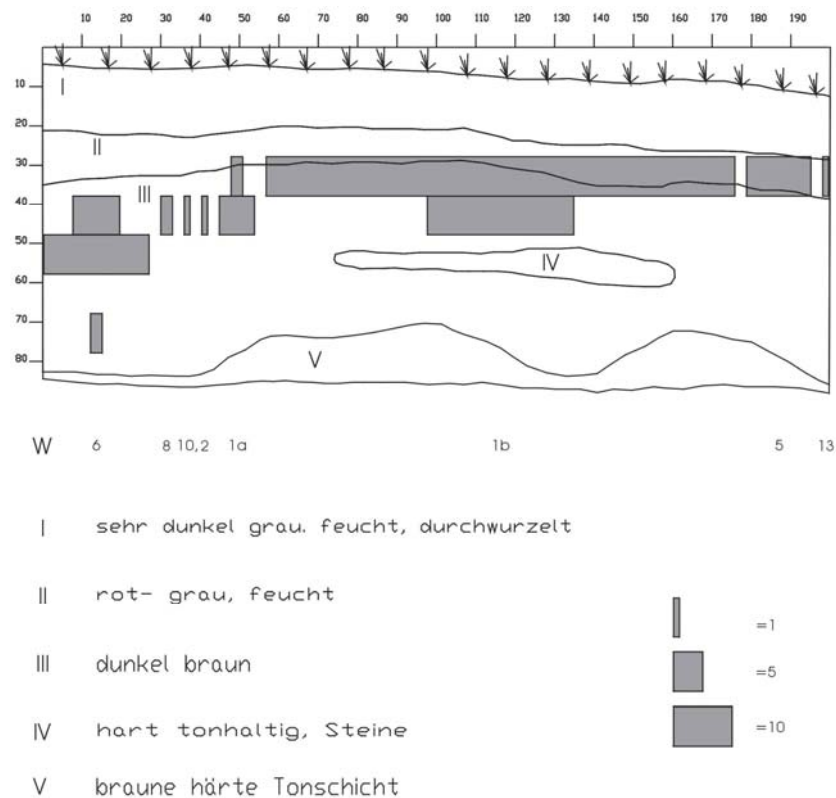 10 20 30 40 50 60 70 80 90 100 110 120 130 140 150 160 170 180 190
10
I
20
II
30
III
40
50
IV
60
70
V
80
W 6 8 10,2 1a 1b 5 13
I sehr dunkel grau. feucht, durchwurzelt
II rot- grau, feucht
=1
III dunkel braun
=5
IV hart tonhaltig, Steine
=10
V braune härte Tonschicht